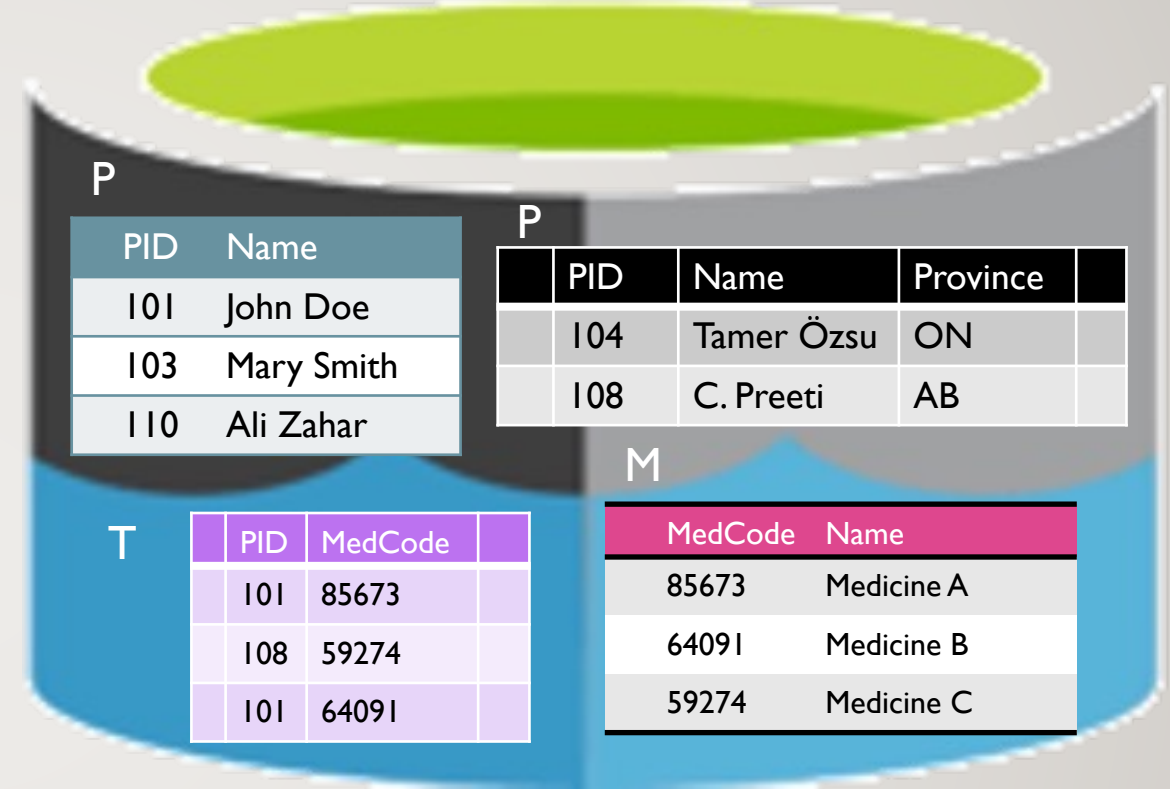 P
PID Name
101 John Doe
103 Mary Smith
110 Ali Zahar
P
PID Name Province
104 Tamer Özsu ON
108 C. Preeti AB
T
PID MedCode
101 85673
108 59274
101 64091
M
MedCode Name
85673 Medicine A
64091 Medicine B
59274 Medicine C